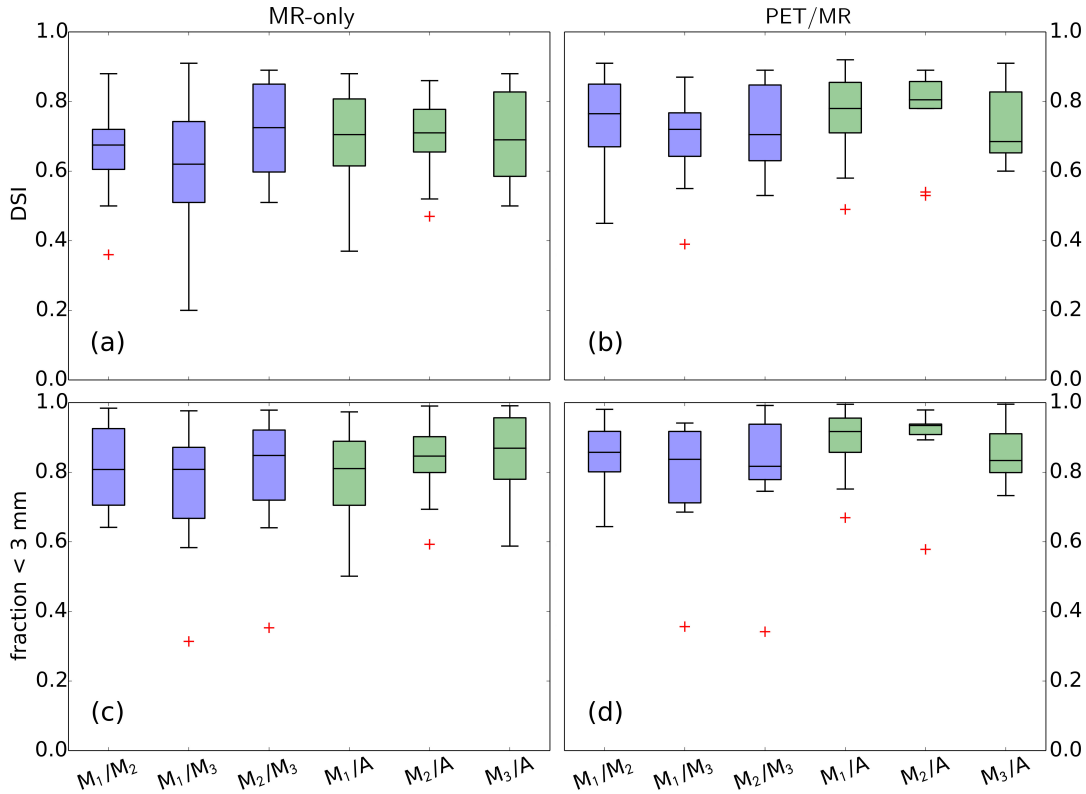 MR-only PET/MR
1.0 1.0
0.8 0.8
0.6 0.6
DSI
0.4 0.4
0.2 0.2
(a) (b)
0.0 0.0
1.0 1.0
0.8 0.8
0.6 0.6
fraction < 3 mm
0.4 0.4
0.2 0.2
(c) (d)
0.0 0.0
M₁/M₂ M₁/M₃ M₂/M₃ M₁/A M₂/A M₃/A M₁/M₂ M₁/M₃ M₂/M₃ M₁/A M₂/A M₃/A